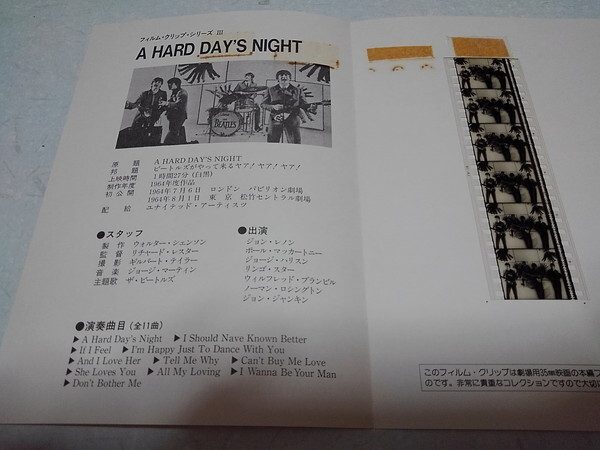 フィルム・クリップ・シリーズ III
A HARD DAY'S NIGHT
THE BEATLES
原題 A HARD DAY'S NIGHT
邦題 ビートルズがやって来るヤァ!ヤァ!ヤァ!
上映時間 1時間27分(白黒)
制作年度 1964年度作品
初公開 1964年7月6日 ロンドン パビリオン劇場
1964年8月1日 東京 松竹セントラル劇場
配給 ユナイテッド・アーティスツ
●スタッフ
製作 ウォルター・シェンソン
監督 リチャード・レスター
撮影 ギルバート・テイラー
音楽 ジョージ・マーティン
主題歌 ザ・ビートルズ
●出演
ジョン・レノン
ポール・マッカートニー
ジョージ・ハリスン
リンゴ・スター
ウィルフレッド・ブランビル
ノーマン・ロシングトン
ジョン・ジャンキン
●演奏曲目(全11曲)
▶A Hard Day's Night ▶I Should Nave Known Better
▶If I Feel ▶I'm Happy Just To Dance With You
▶And I Love Her ▶Tell Me Why ▶Can't Buy Me Love
▶She Loves You ▶All My Loving ▶I Wanna Be Your Man
▶Don't Bother Me
このフィルム・クリップは劇場用35mm映画の本編フ
のです。非常に貴重なコレクションですので大切に